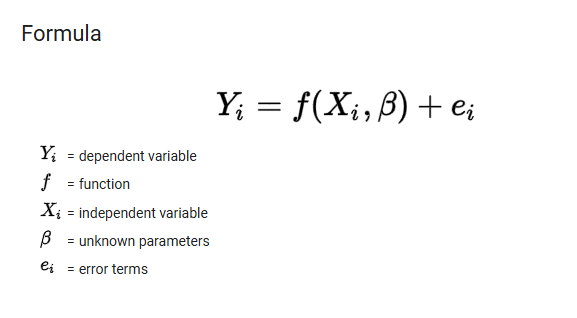 Formula
Yᵢ = f(Xᵢ, β) + eᵢ
Yᵢ = dependent variable
f = function
Xᵢ = independent variable
β = unknown parameters
eᵢ = error terms